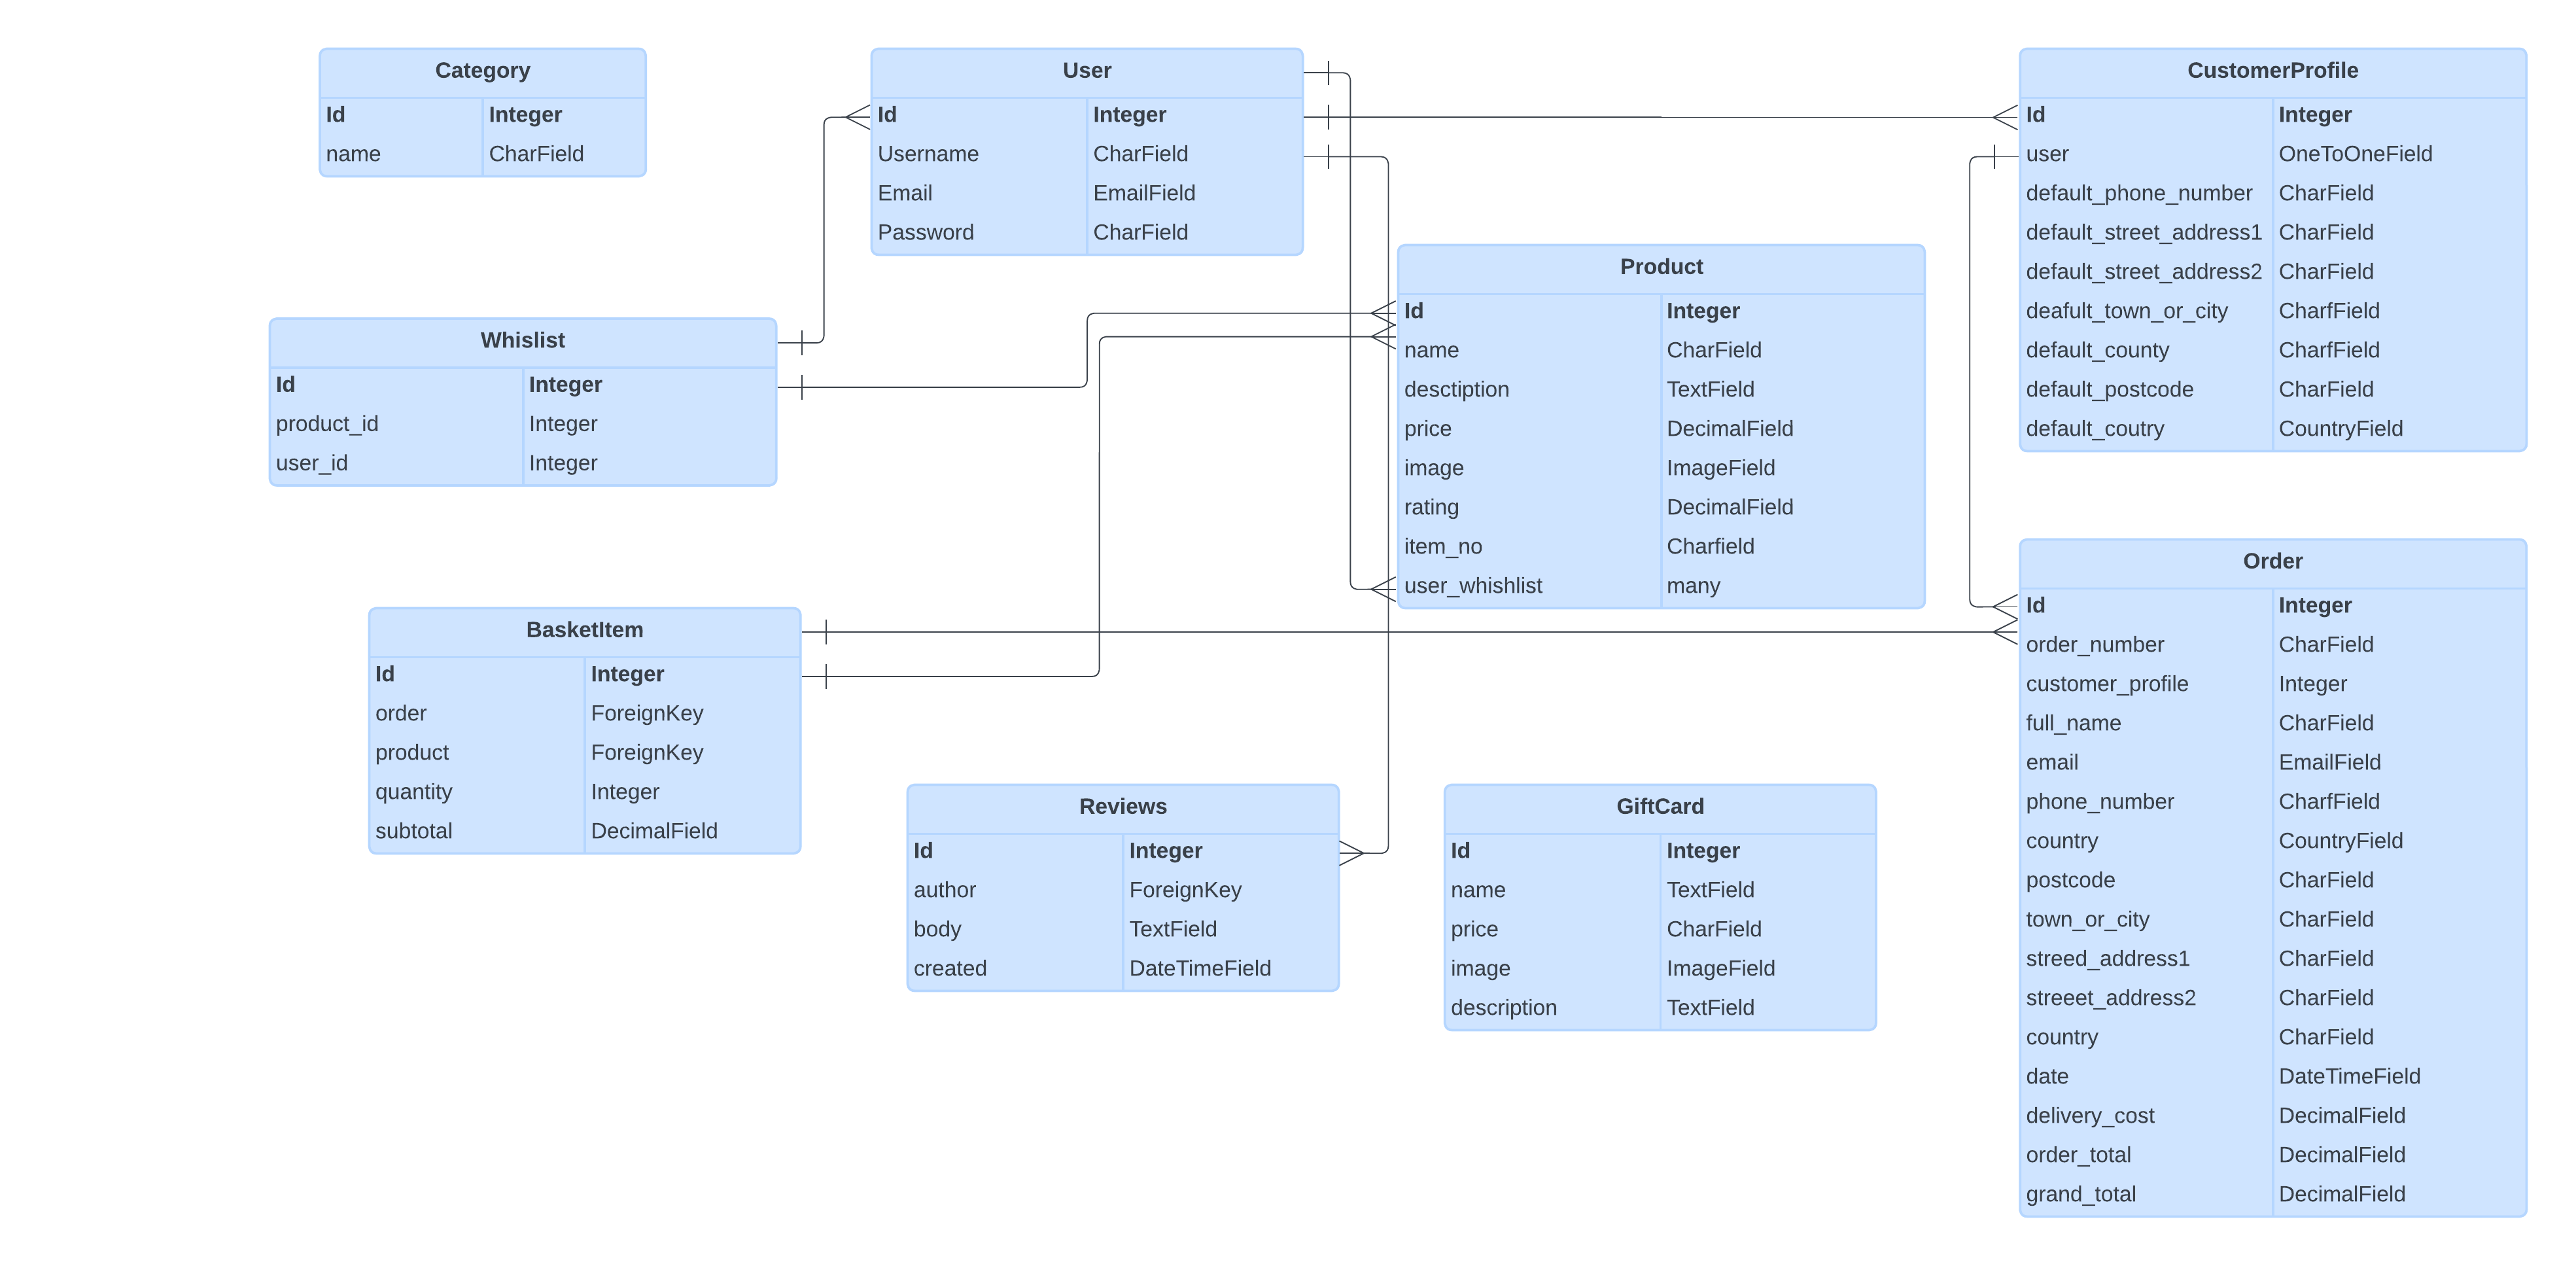 Category
Id Integer
name CharField
User
Id Integer
Username CharField
Email EmailField
Password CharField
CustomerProfile
Id Integer
user OneToOneField
default_phone_number CharField
default_street_address1 CharField
default_street_address2 CharField
deafult_town_or_city CharfField
default_county CharfField
default_postcode CharField
default_coutry CountryField
Product
Id Integer
name CharField
desctiption TextField
price DecimalField
image ImageField
rating DecimalField
item_no Charfield
user_whishlist many
Whislist
Id Integer
product_id Integer
user_id Integer
Order
Id Integer
order_number CharField
customer_profile Integer
full_name CharField
email EmailField
phone_number CharfField
country CountryField
postcode CharField
town_or_city CharField
streed_address1 CharField
streeet_address2 CharField
country CharField
date DateTimeField
delivery_cost DecimalField
order_total DecimalField
grand_total DecimalField
BasketItem
Id Integer
order ForeignKey
product ForeignKey
quantity Integer
subtotal DecimalField
Reviews
Id Integer
author ForeignKey
body TextField
created DateTimeField
GiftCard
Id Integer
name TextField
price CharField
image ImageField
description TextField